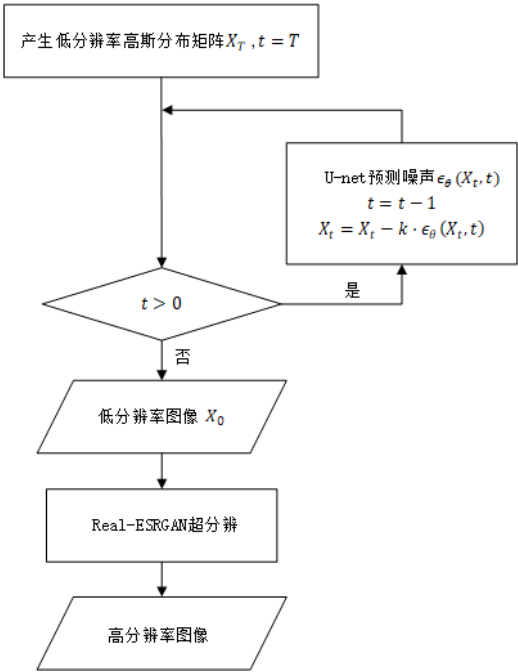 产生低分辨率高斯分布矩阵X_T , t = T
U-net预测噪声ϵ_θ(X_t, t)
t = t − 1
X_t = X_t − k · ϵ_θ(X_t, t)
t > 0
是
否
低分辨率图像 X_0
Real-ESRGAN超分辨
高分辨率图像